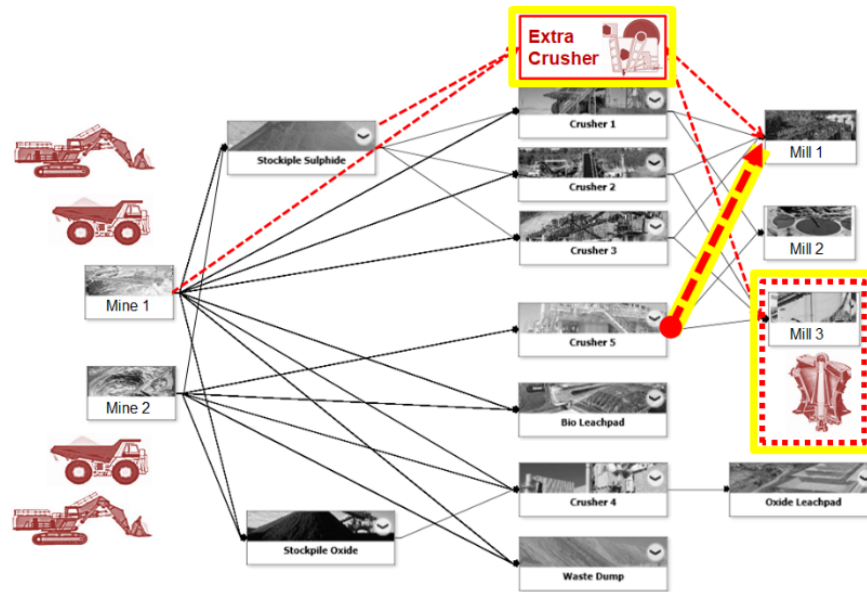 Extra
Crusher
Crusher 1
Mill 1
Stockpiple Sulphide
Crusher 2
Mill 2
Crusher 3
Mine 1
Mill 3
Crusher 5
Mine 2
Bio Leachpad
Crusher 4
Oxide Leachpad
Stockpile Oxide
Waste Dump